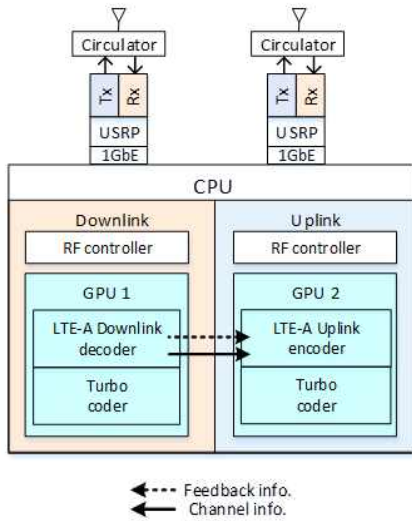 Circulator Circulator
Tx Rx Tx Rx
USRP USRP
1GbE 1GbE
CPU
Downlink Uplink
RF controller RF controller
GPU 1 GPU 2
LTE-A Downlink LTE-A Uplink
decoder encoder
Turbo Turbo
coder coder
Feedback info.
Channel info.